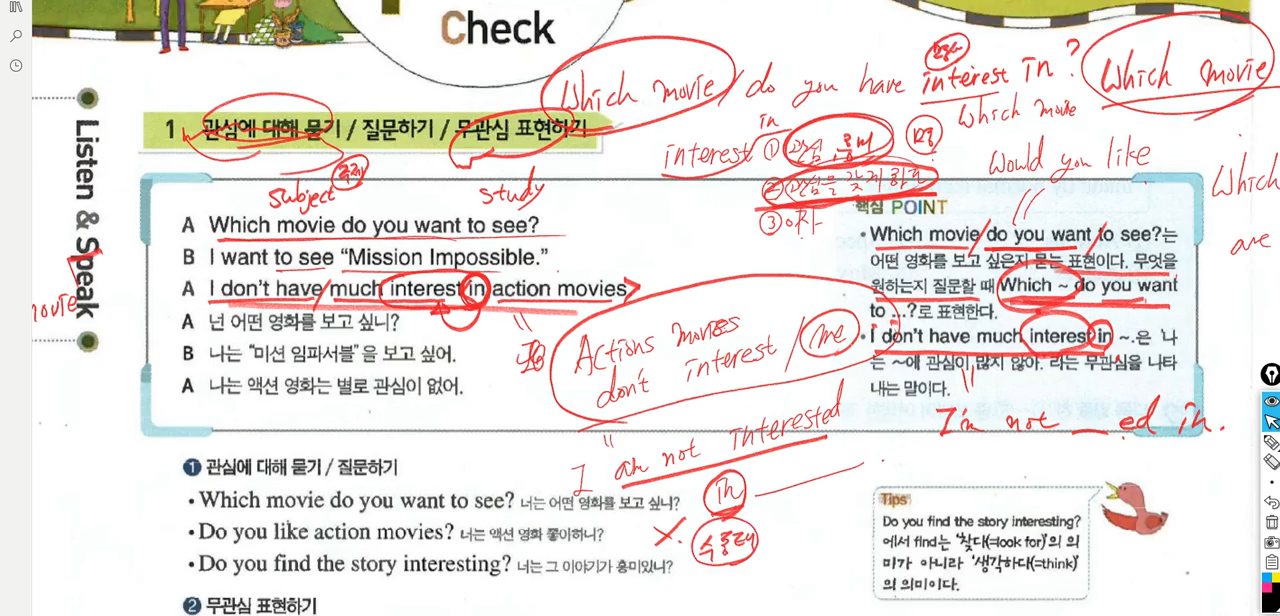 Check
Which movie / do you have interest in? Which movie
명사
Which movie
Listen & Speak
1 관심에 대해 묻기 / 질문하기 / 무관심 표현하기
interest in ① 관심, 흥미 명
② 관심을 갖게 하다
③ 이자
Would you like
Which
are
subject 주제
study
A Which movie do you want to see?
B I want to see “Mission Impossible.”
A I don't have / much interest in action movies
A 넌 어떤 영화를 보고 싶니?
B 나는 “미션 임파서블”을 보고 싶어.
A 나는 액션 영화는 별로 관심이 없어.
movie
핵심 POINT
• Which movie / do you want / to see?는
어떤 영화를 보고 싶은지 묻는 표현이다. 무엇을
원하는지 질문할 때 Which ~ do you want
to ...?로 표현한다.
• I don't have much interest in ~.은 '나
는 ~에 관심이 많지 않아. 라는 무관심을 나타
내는 말이다.
Actions movies
don't interest / me
I am not interested
in
수동태
I'm not __ed in.
❶ 관심에 대해 묻기 / 질문하기
• Which movie do you want to see? 너는 어떤 영화를 보고 싶니?
• Do you like action movies? 너는 액션 영화 좋아하니?
• Do you find the story interesting? 너는 그 이야기가 흥미있니?
❷ 무관심 표현하기
Tips
Do you find the story interesting?
에서 find는 '찾다(=look for)'의 의
미가 아니라 '생각하다(=think)'
의 의미이다.